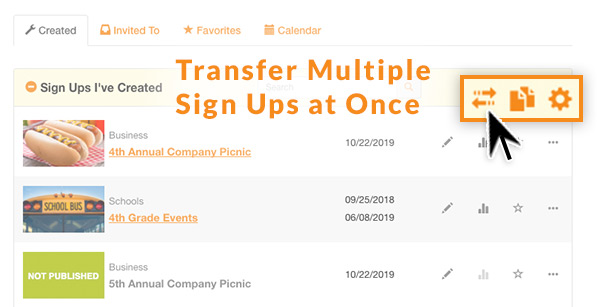 Created
Invited To
Favorites
Calendar
Transfer Multiple
Sign Ups at Once
Sign Ups I've Created
Search
Business
4th Annual Company Picnic
10/22/2019
SCHOOL BUS
Schools
4th Grade Events
09/25/2018
06/08/2019
NOT PUBLISHED
Business
5th Annual Company Picnic
10/22/2019